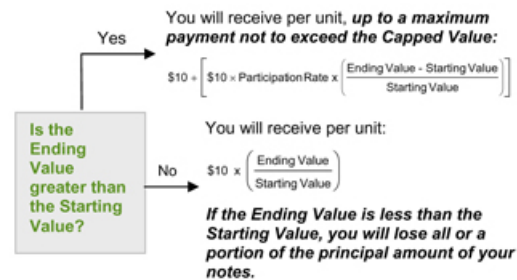 You will receive per unit, up to a maximum
payment not to exceed the Capped Value:
Yes
$10 + [ $10 × Participation Rate x ( Ending Value - Starting Value
Starting Value ) ]
Is the
Ending
Value
greater than
the Starting
Value?
You will receive per unit:
No
$10 x ( Ending Value
Starting Value )
If the Ending Value is less than the
Starting Value, you will lose all or a
portion of the principal amount of your
notes.